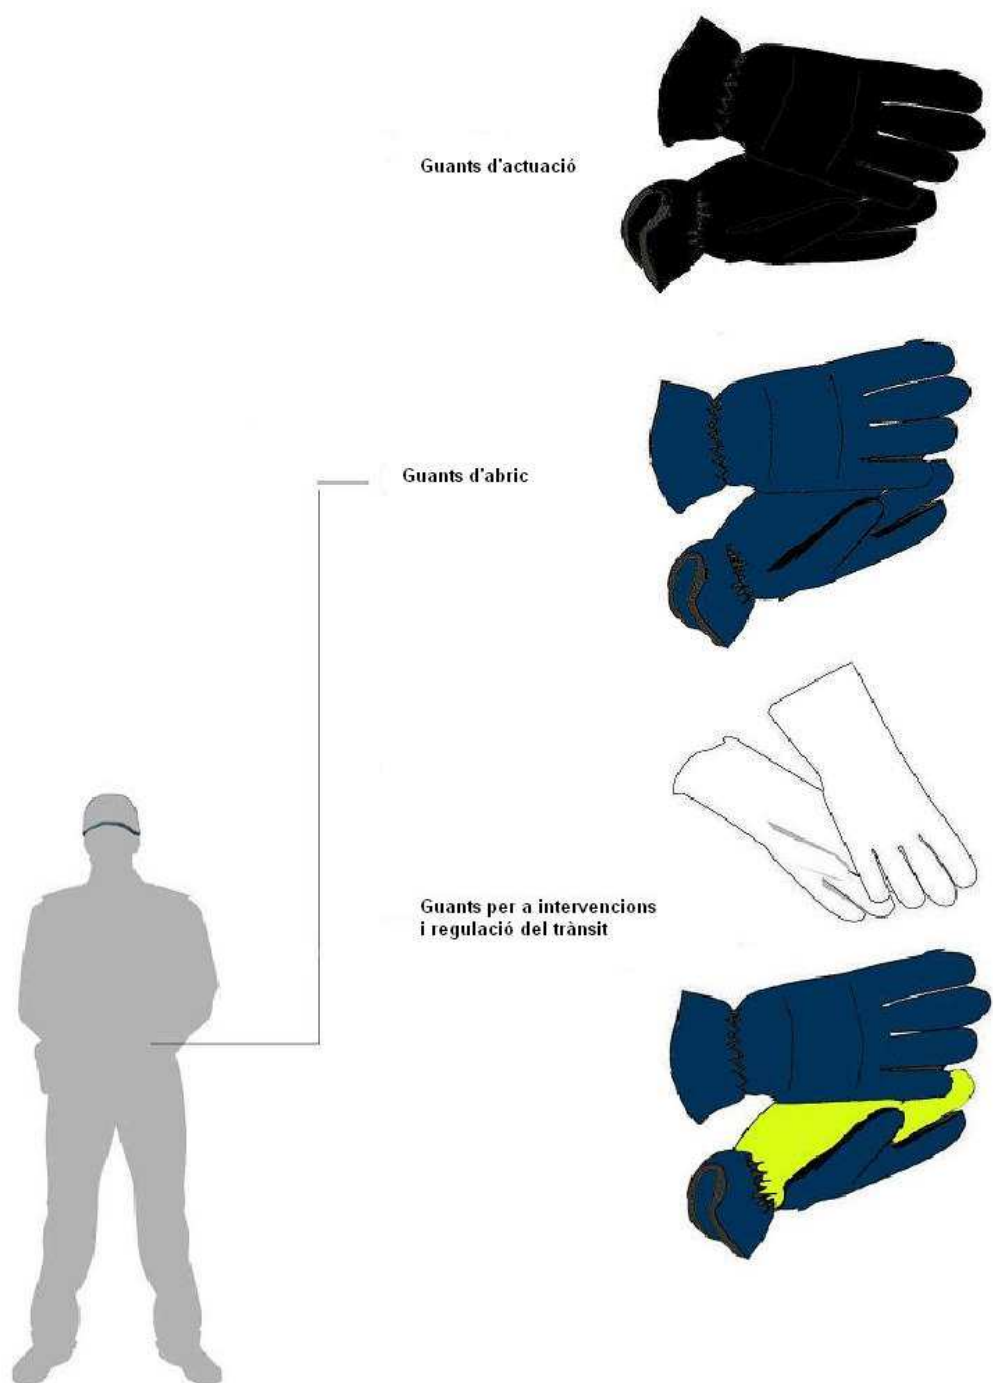 Guants d'actuació
Guants d'abric
Guants per a intervencions
i regulació del trànsit